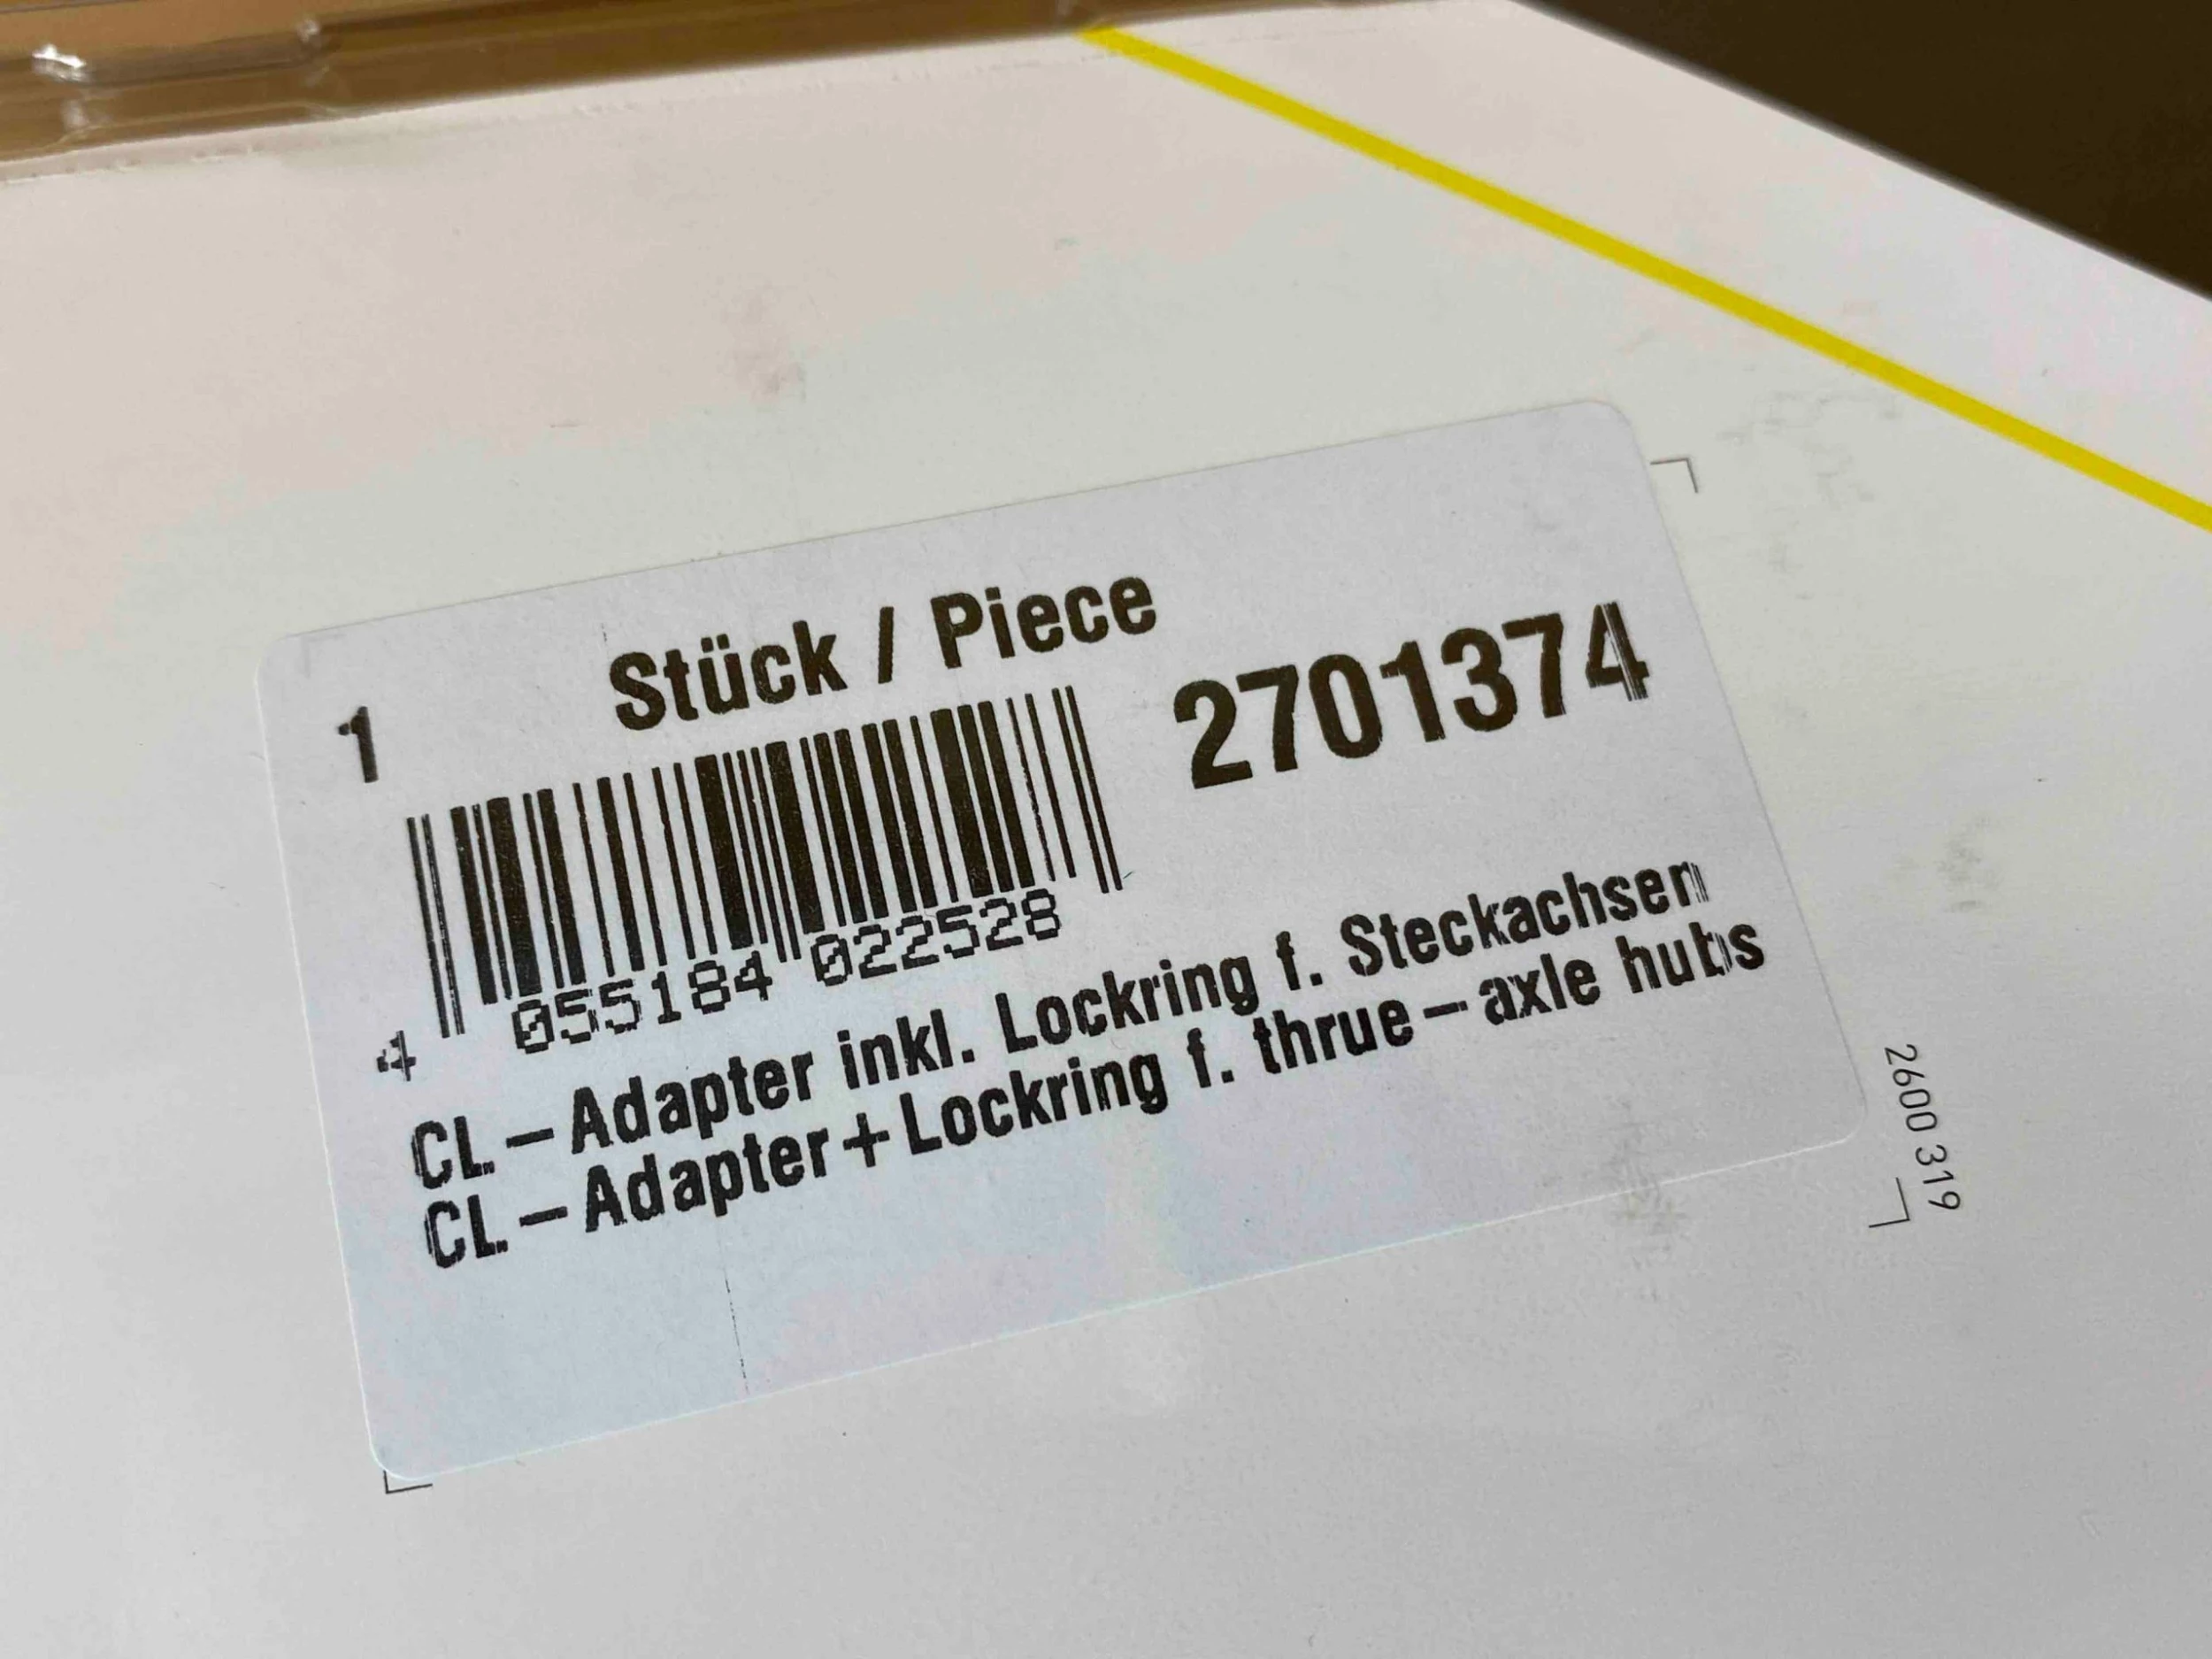 1 Stück / Piece
2701374
4 055184 022528
CL-Adapter inkl. Lockring f. Steckachsen
CL-Adapter+Lockring f. thrue-axle hubs
2600 319